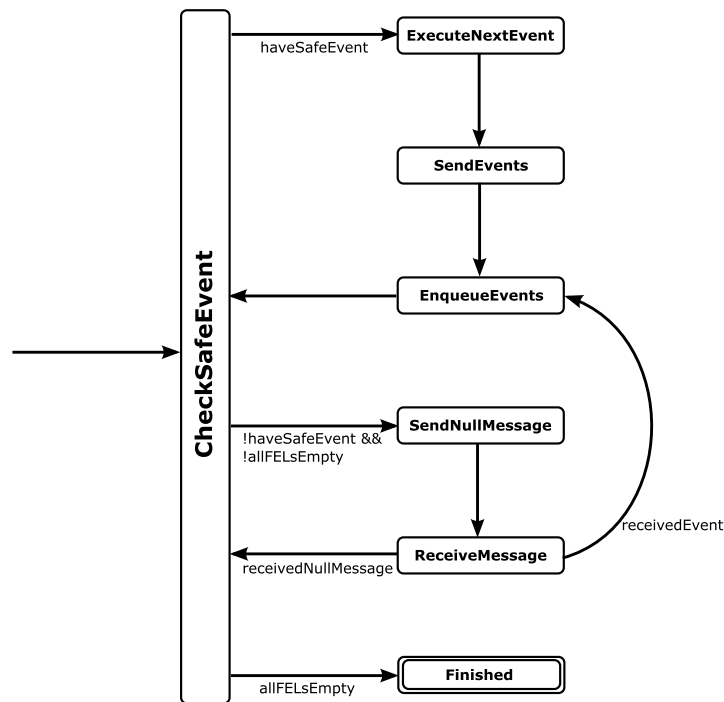 ExecuteNextEvent
haveSafeEvent
SendEvents
CheckSafeEvent
EnqueueEvents
SendNullMessage
!haveSafeEvent &&
!allFELsEmpty
receivedEvent
ReceiveMessage
receivedNullMessage
Finished
allFELsEmpty